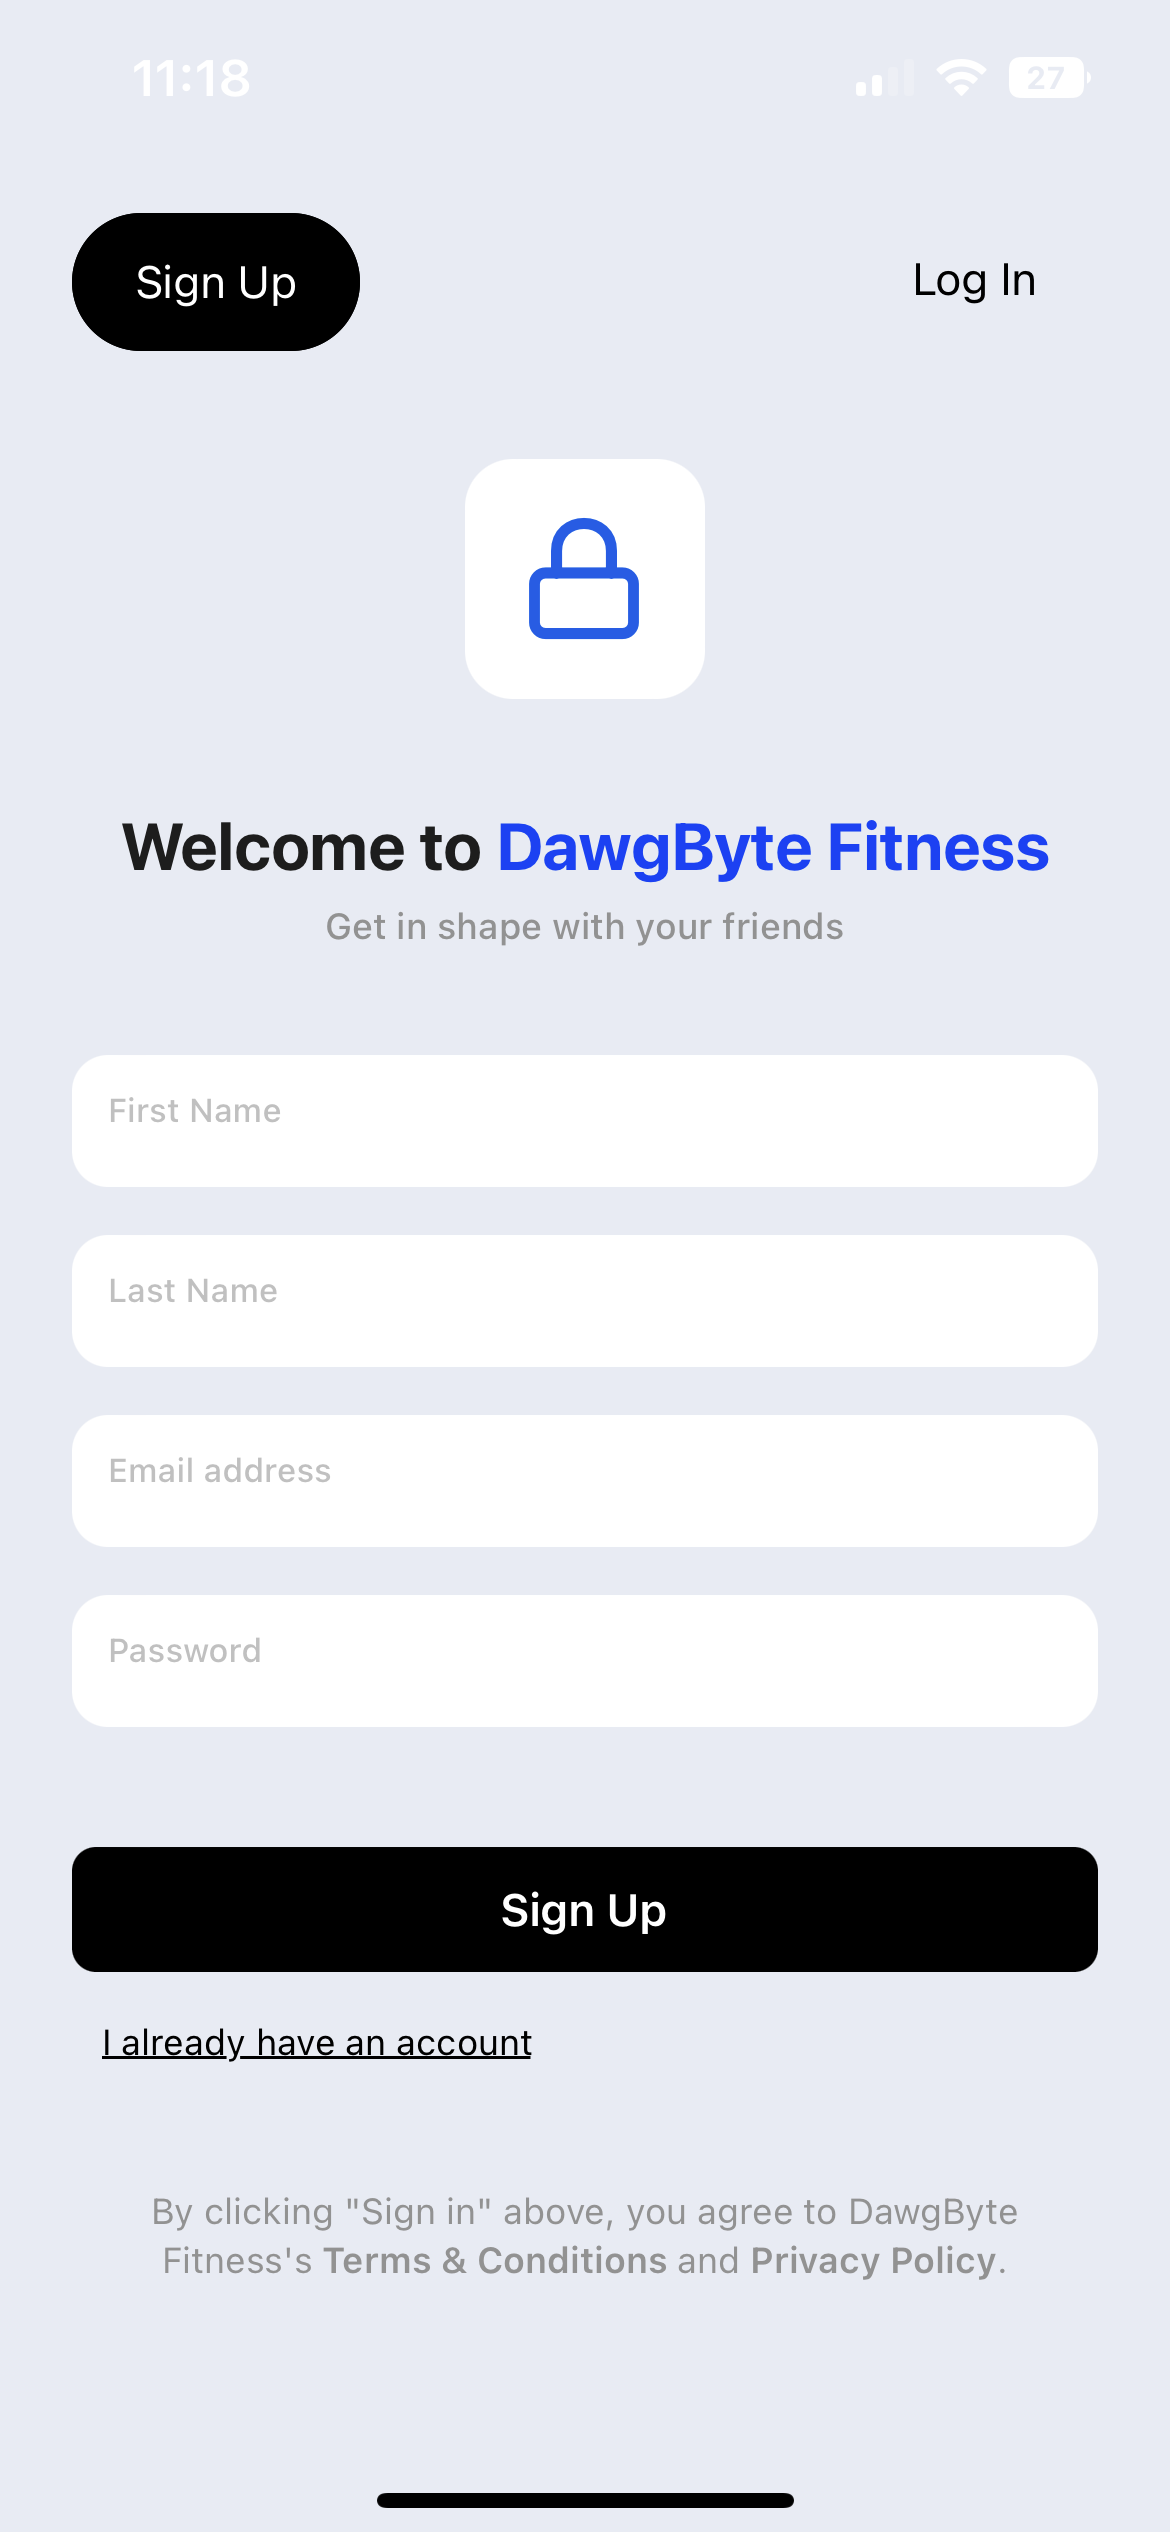 11:18
27
Sign Up
Log In
Welcome to DawgByte Fitness
Get in shape with your friends
First Name
Last Name
Email address
Password
Sign Up
I already have an account
By clicking "Sign in" above, you agree to DawgByte
Fitness's Terms & Conditions and Privacy Policy.